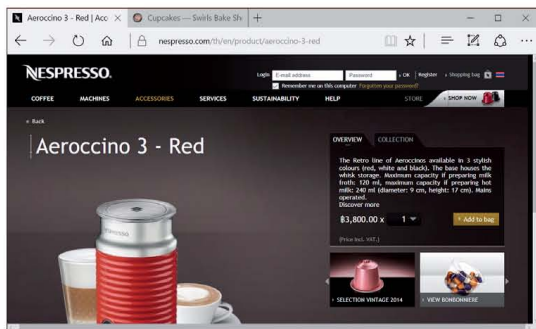 Aeroccino 3 - Red | Acc
Cupcakes — Swirls Bake Sh
nespresso.com/th/en/product/aeroccino-3-red
NESPRESSO.
Login E-mail address Password OK Register Shopping bag
Remember me on this computer Forgotten your password?
COFFEE MACHINES ACCESSORIES SERVICES SUSTAINABILITY HELP STORE SHOP NOW
Back
Aeroccino 3 - Red
OVERVIEW COLLECTION
The Retro line of Aeroccinos available in 3 stylish
colours (red, white and black). The base houses the
whisk storage. Maximum capacity if preparing milk
froth: 120 ml, maximum capacity if preparing hot
milk: 240 ml (diameter: 9 cm, height: 17 cm). Mains
operated.
Discover more
฿3,800.00 x 1 Add to bag
(Price incl. VAT.)
NESPRESSO
SELECTION VINTAGE 2014 VIEW BONBONNIERE